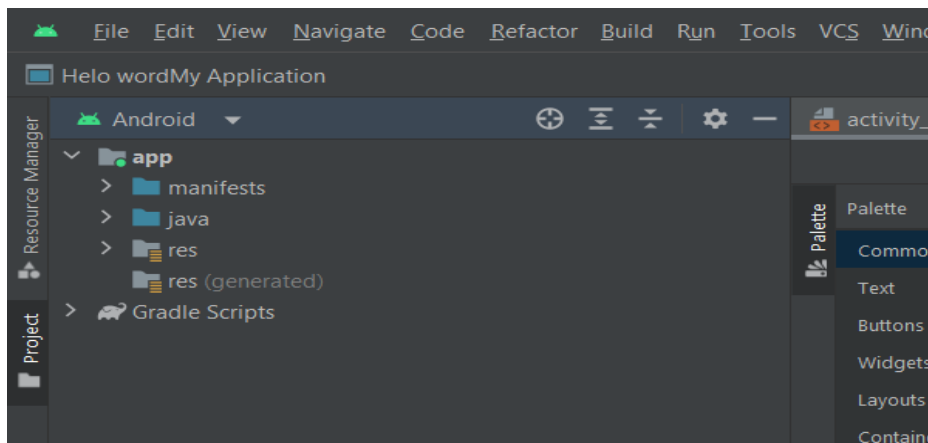 File Edit View Navigate Code Refactor Build Run Tools VCS
Helo wordMy Application
Resource Manager
Project
Android
app
manifests
java
res
res (generated)
Gradle Scripts
activity_
Palette
Palette
Commo
Text
Buttons
Widgets
Layouts
Contain